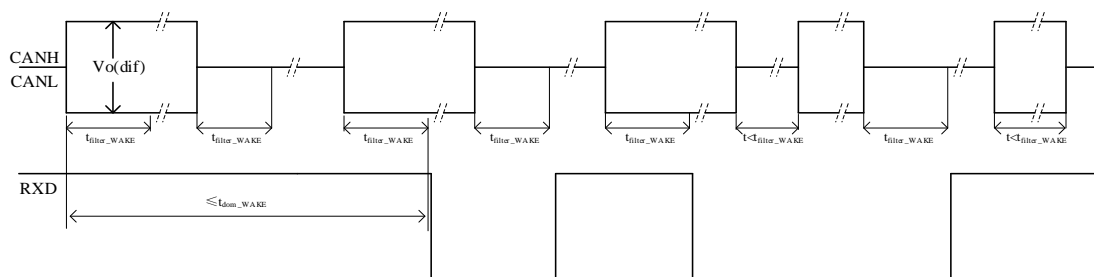 CANH
CANL
Vo(dif)
tfilter_WAKE
tfilter_WAKE
tfilter_WAKE
tfilter_WAKE
tfilter_WAKE
t<tfilter_WAKE
tfilter_WAKE
t<tfilter_WAKE
RXD
≤tdom_WAKE